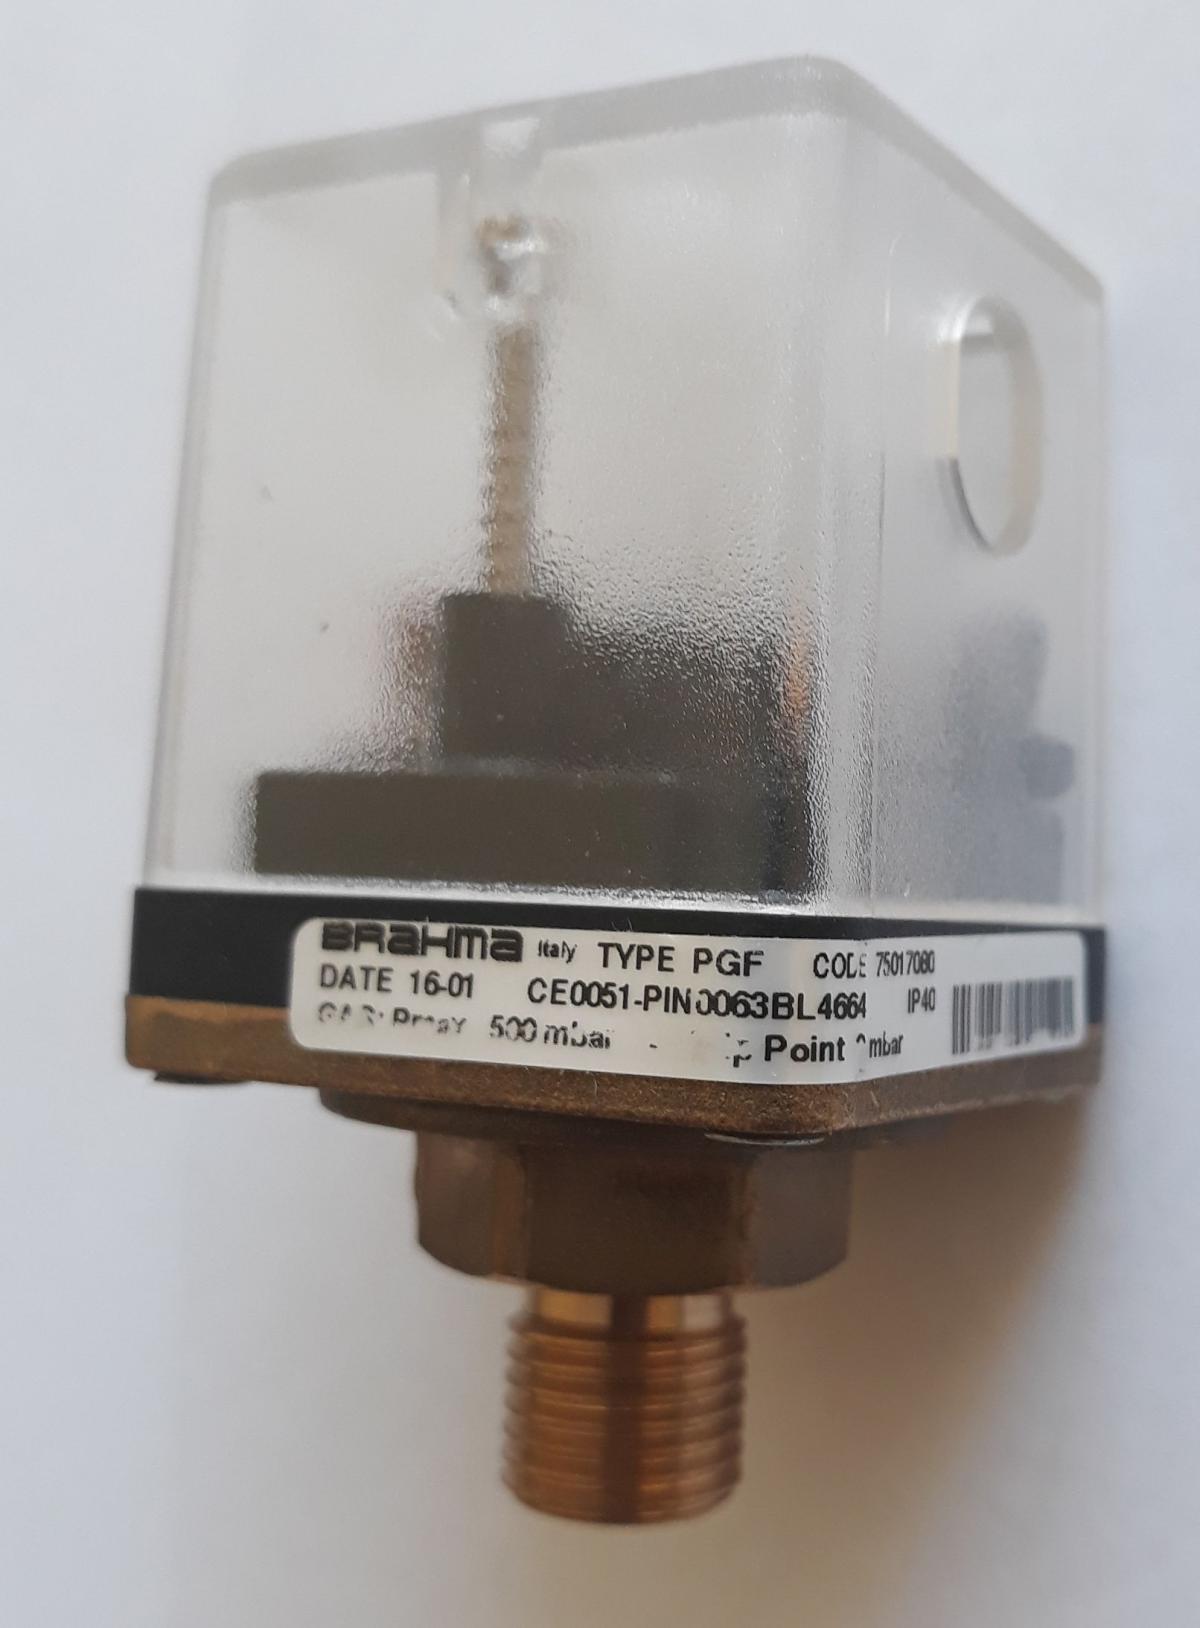 BRAHMA Italy TYPE PGF CODE 75017080
DATE 16-01 CE0051-PIN0063BL4664 IP40
500 mbar - Point mbar